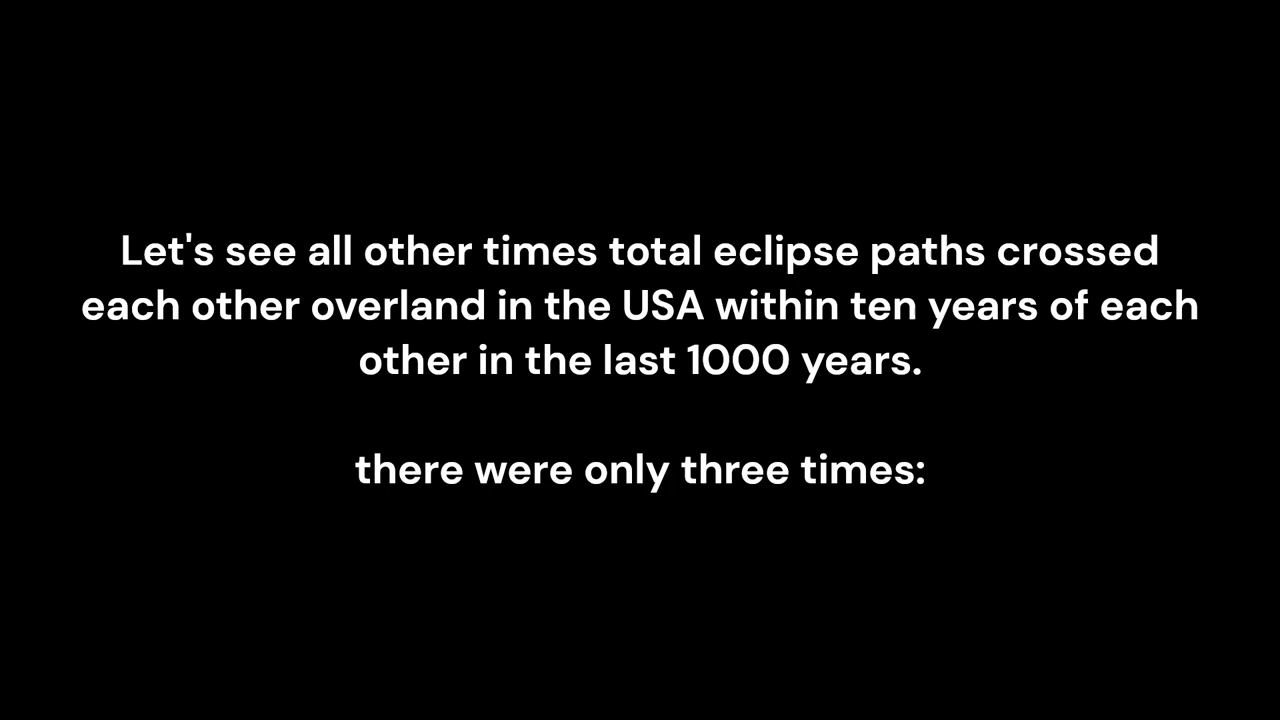 Let's see all other times total eclipse paths crossed
each other overland in the USA within ten years of each
other in the last 1000 years.
there were only three times: